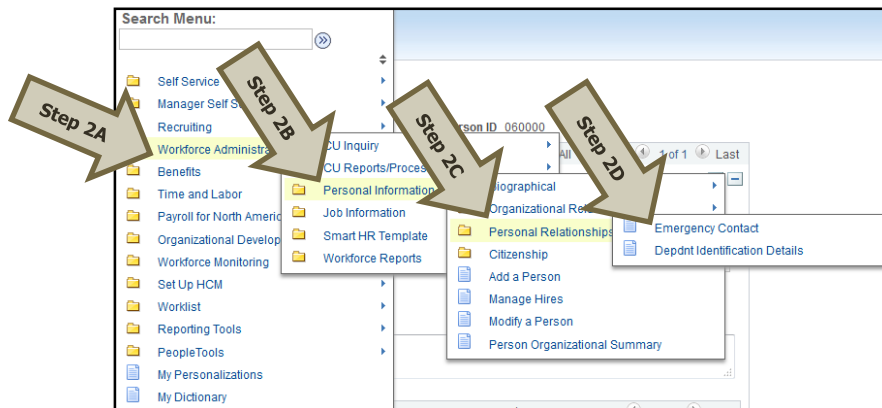 Search Menu:
Self Service
Manager Self S
Recruiting
Workforce Administra
Benefits
Time and Labor
Payroll for North Americ
Organizational Develop
Workforce Monitoring
Set Up HCM
Worklist
Reporting Tools
PeopleTools
My Personalizations
My Dictionary
Step 2A
Step 2B
Step 2C
Step 2D
erson ID 060000
All
1 of 1
Last
CU Inquiry
CU Reports/Proces
Personal Information
Job Information
Smart HR Template
Workforce Reports
Biographical
Organizational Rel
Personal Relationships
Citizenship
Add a Person
Manage Hires
Modify a Person
Person Organizational Summary
Emergency Contact
Depdnt Identification Details